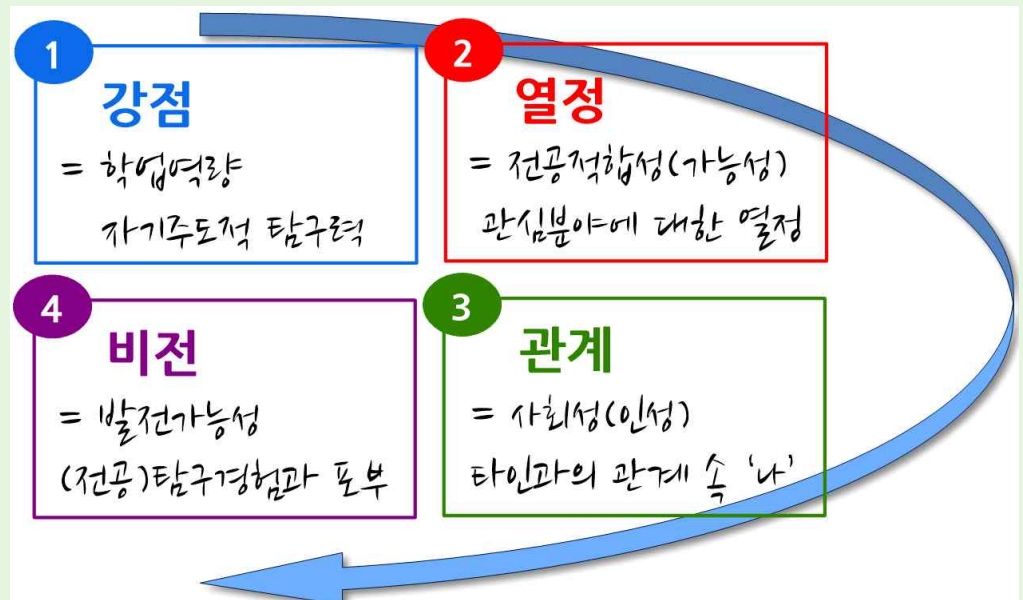 1
강점
= 학업역량
자기주도적 탐구력
2
열정
= 전공적합성(가능성)
관심분야에 대한 열정
3
관계
= 사회성(인성)
타인과의 관계 속 '나'
4
비전
= 발전가능성
(전공)탐구경험과 포부